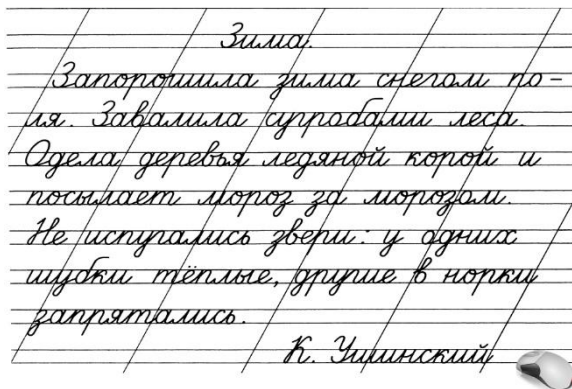 Зима.
Запорошила зима снегом по-
ля. Завалила сугробами леса.
Одела деревья ледяной корой и
посылает мороз за морозом.
Не испугались звери: у одних
шубки тёплые, другие в норки
запрятались.
К. Ушинский